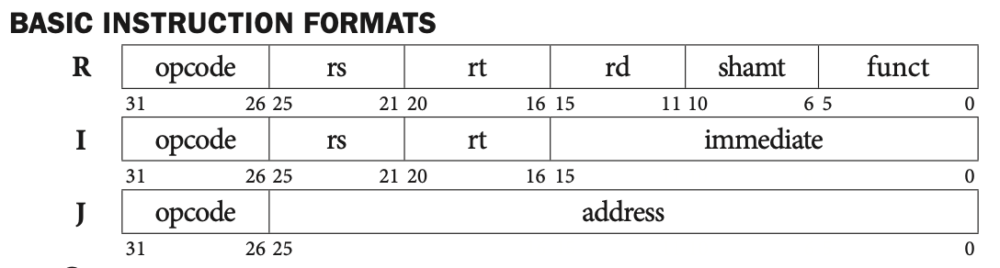 BASIC INSTRUCTION FORMATS
R opcode rs rt rd shamt funct
31 26 25 21 20 16 15 11 10 6 5 0
I opcode rs rt immediate
31 26 25 21 20 16 15 0
J opcode address
31 26 25 0